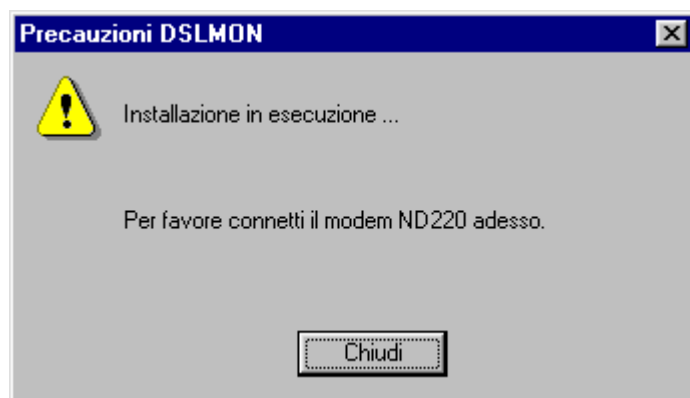 Precauzioni DSLMON
Installazione in esecuzione ...
Per favore connetti il modem ND220 adesso.
Chiudi